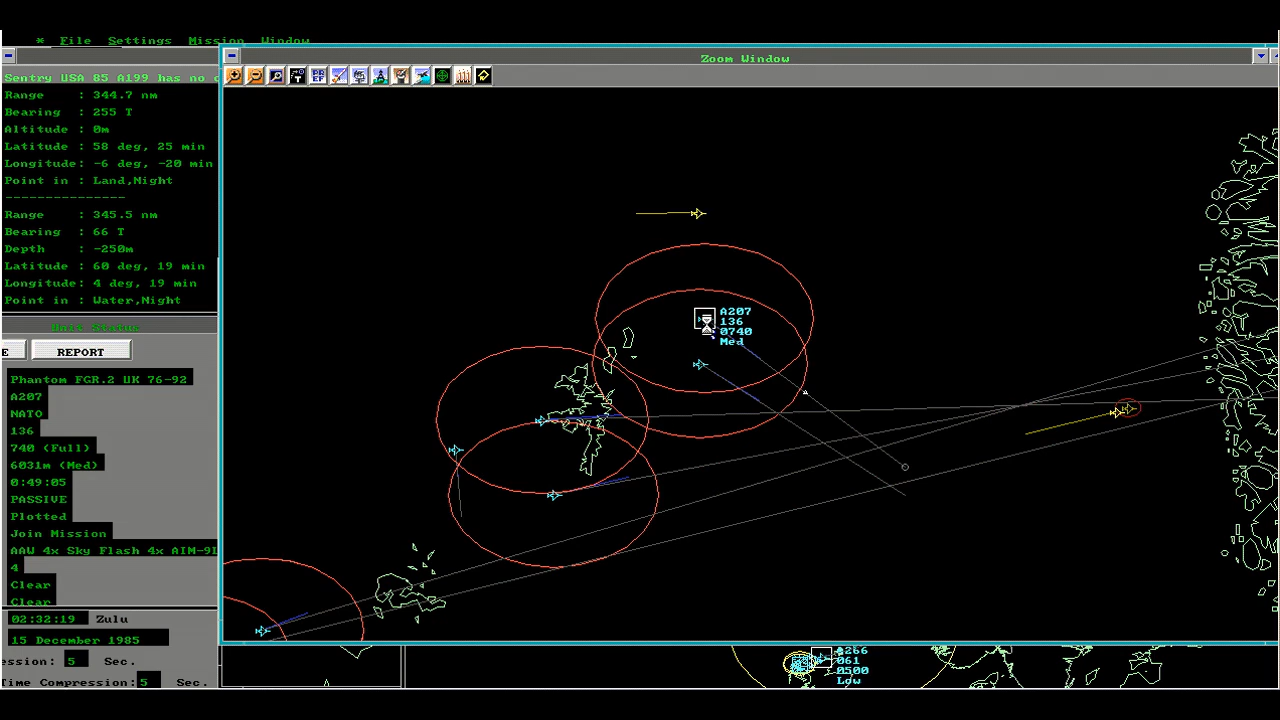 * File Settings Mission Window
Zoom Window
Sentry USA 85 A199 has no
Range : 344.7 nm
Bearing : 255 T
Altitude : 0m
Latitude : 58 deg, 25 min
Longitude: -6 deg, -20 min
Point in : Land,Night
---------------
Range : 345.5 nm
Bearing : 66 T
Depth : -250m
Latitude : 60 deg, 19 min
Longitude: 4 deg, 19 min
Point in : Water,Night
Unit Status
E REPORT
Phantom FGR.2 UK 76-92
A207
NATO
136
740 (Full)
6031m (Med)
0:49:05
PASSIVE
Plotted
Join Mission
AAW 4x Sky Flash 4x AIM-9L
4
Clear
Clear
02:32:19 Zulu
15 December 1985
ession: 5 Sec.
Time Compression:5 Sec.
A207
136
0740
Med
A266
061
0500
Low